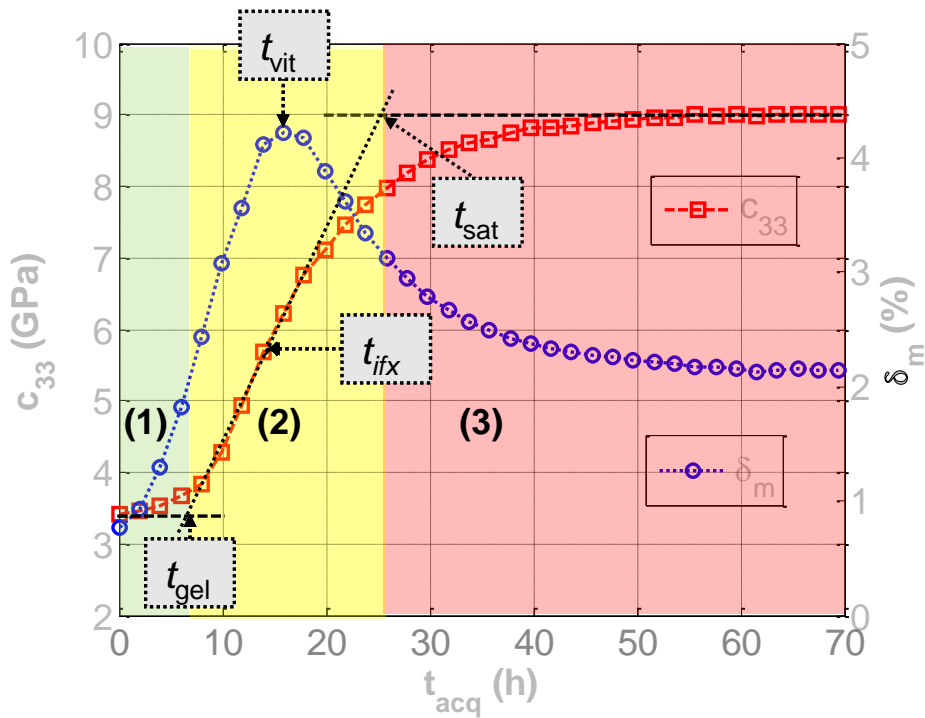 t_vit
10
9
8
7
6
5
4
3
2
c_33 (GPa)
5
4
3
2
1
0
δ_m (%)
c_33
t_sat
t_ifx
(1)
(2)
(3)
δ_m
t_gel
0
10
20
30
40
50
60
70
t_acq (h)